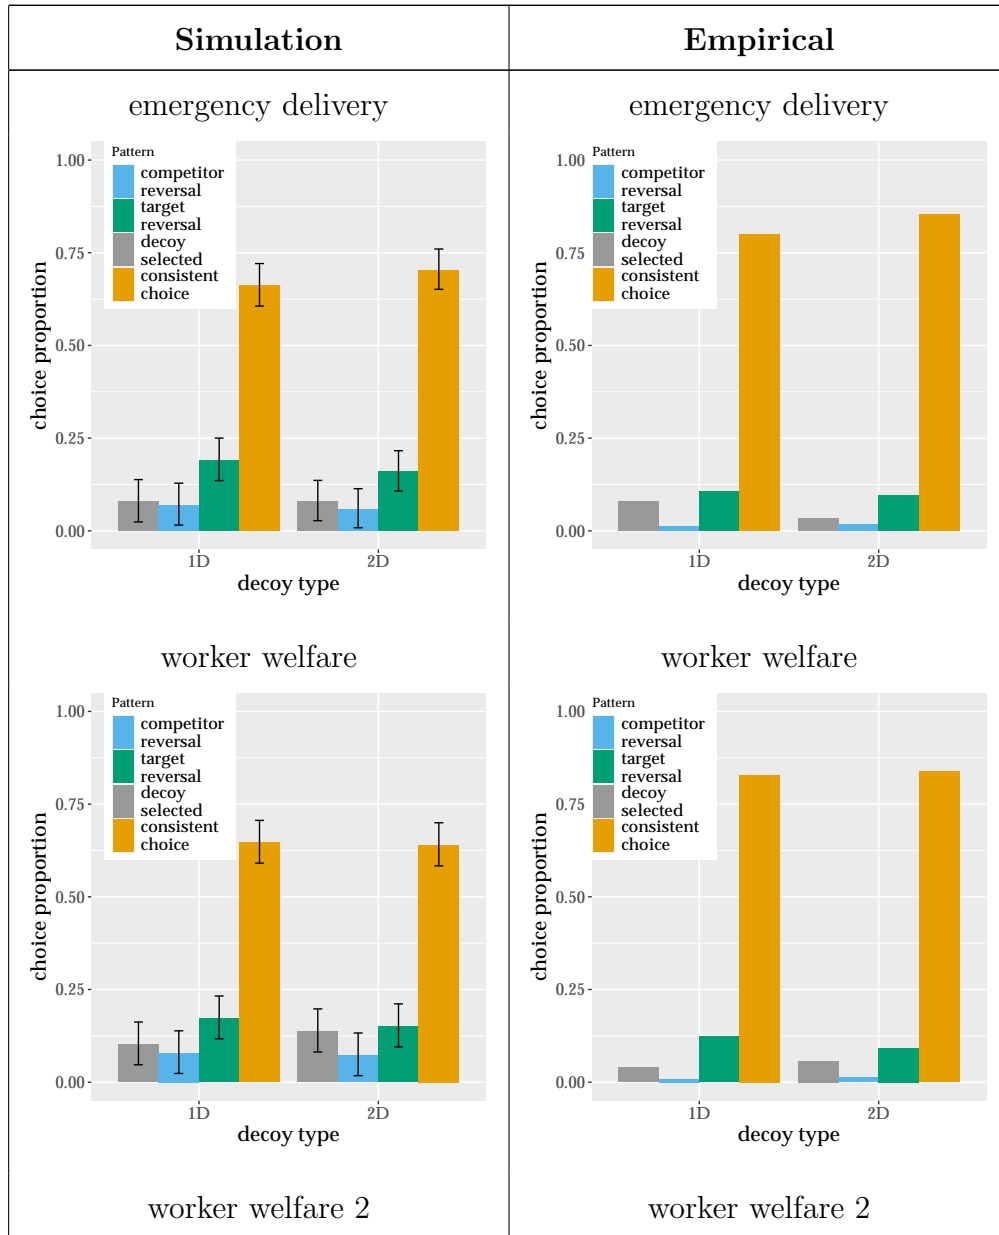 Simulation
Empirical
emergency delivery
emergency delivery
Pattern
competitor
reversal
target
reversal
decoy
selected
consistent
choice
1.00
0.75
0.50
0.25
0.00
choice proportion
1D
2D
decoy type
Pattern
competitor
reversal
target
reversal
decoy
selected
consistent
choice
1.00
0.75
0.50
0.25
0.00
choice proportion
1D
2D
decoy type
worker welfare
worker welfare
Pattern
competitor
reversal
target
reversal
decoy
selected
consistent
choice
1.00
0.75
0.50
0.25
0.00
choice proportion
1D
2D
decoy type
Pattern
competitor
reversal
target
reversal
decoy
selected
consistent
choice
1.00
0.75
0.50
0.25
0.00
choice proportion
1D
2D
decoy type
worker welfare 2
worker welfare 2